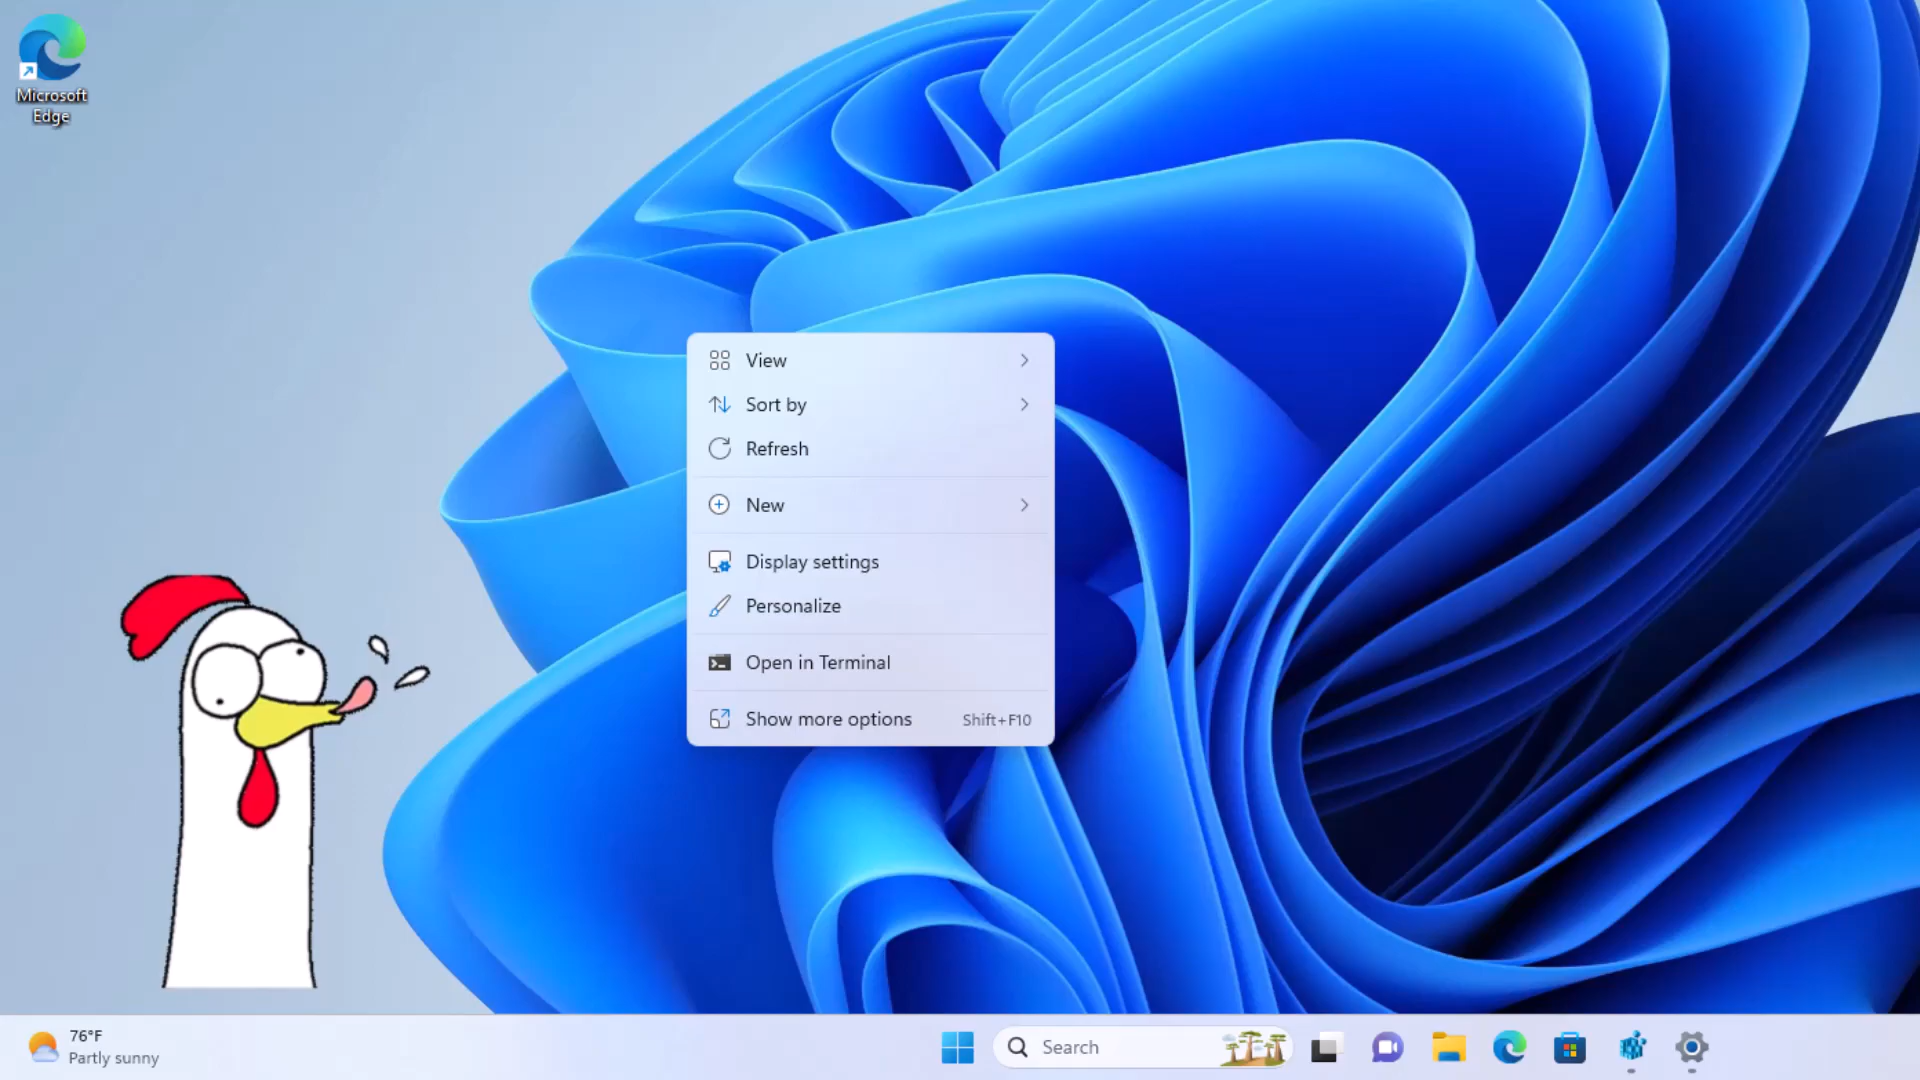 Microsoft
Edge
View
Sort by
Refresh
New
Display settings
Personalize
Open in Terminal
Show more options Shift+F10
76°F
Partly sunny
Search